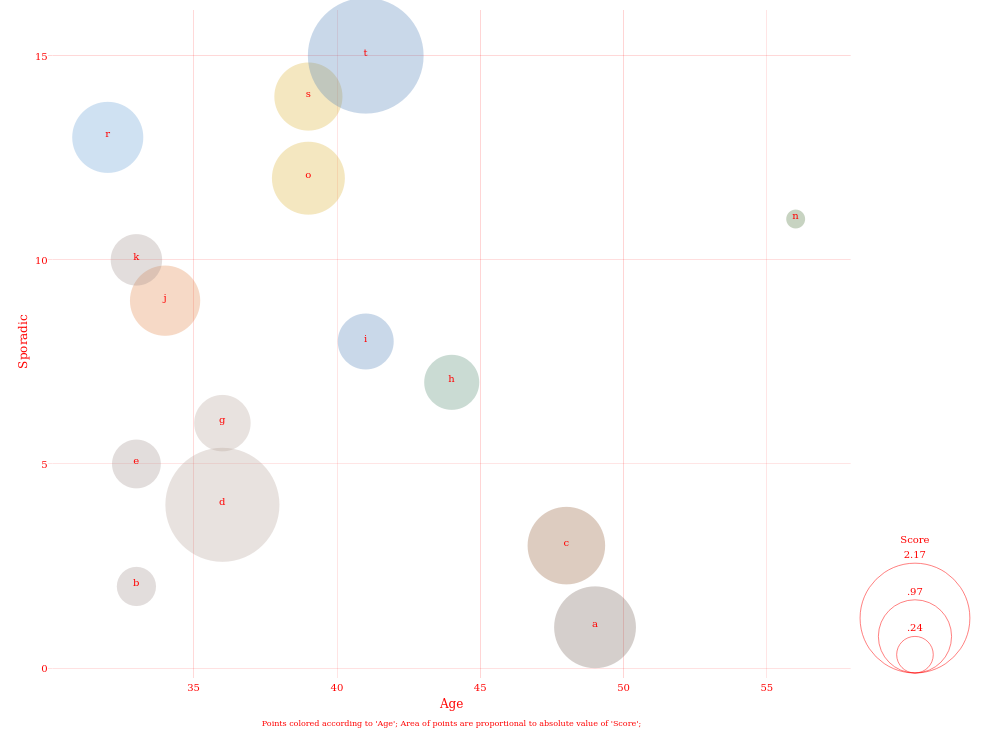 15
t
s
r
o
n
10
k
j
Sporadic
i
h
g
5
e
d
c
b
a
0
35 40 45 50 55
Age
Score
2.17
.97
.24
Points colored according to 'Age'; Area of points are proportional to absolute value of 'Score';